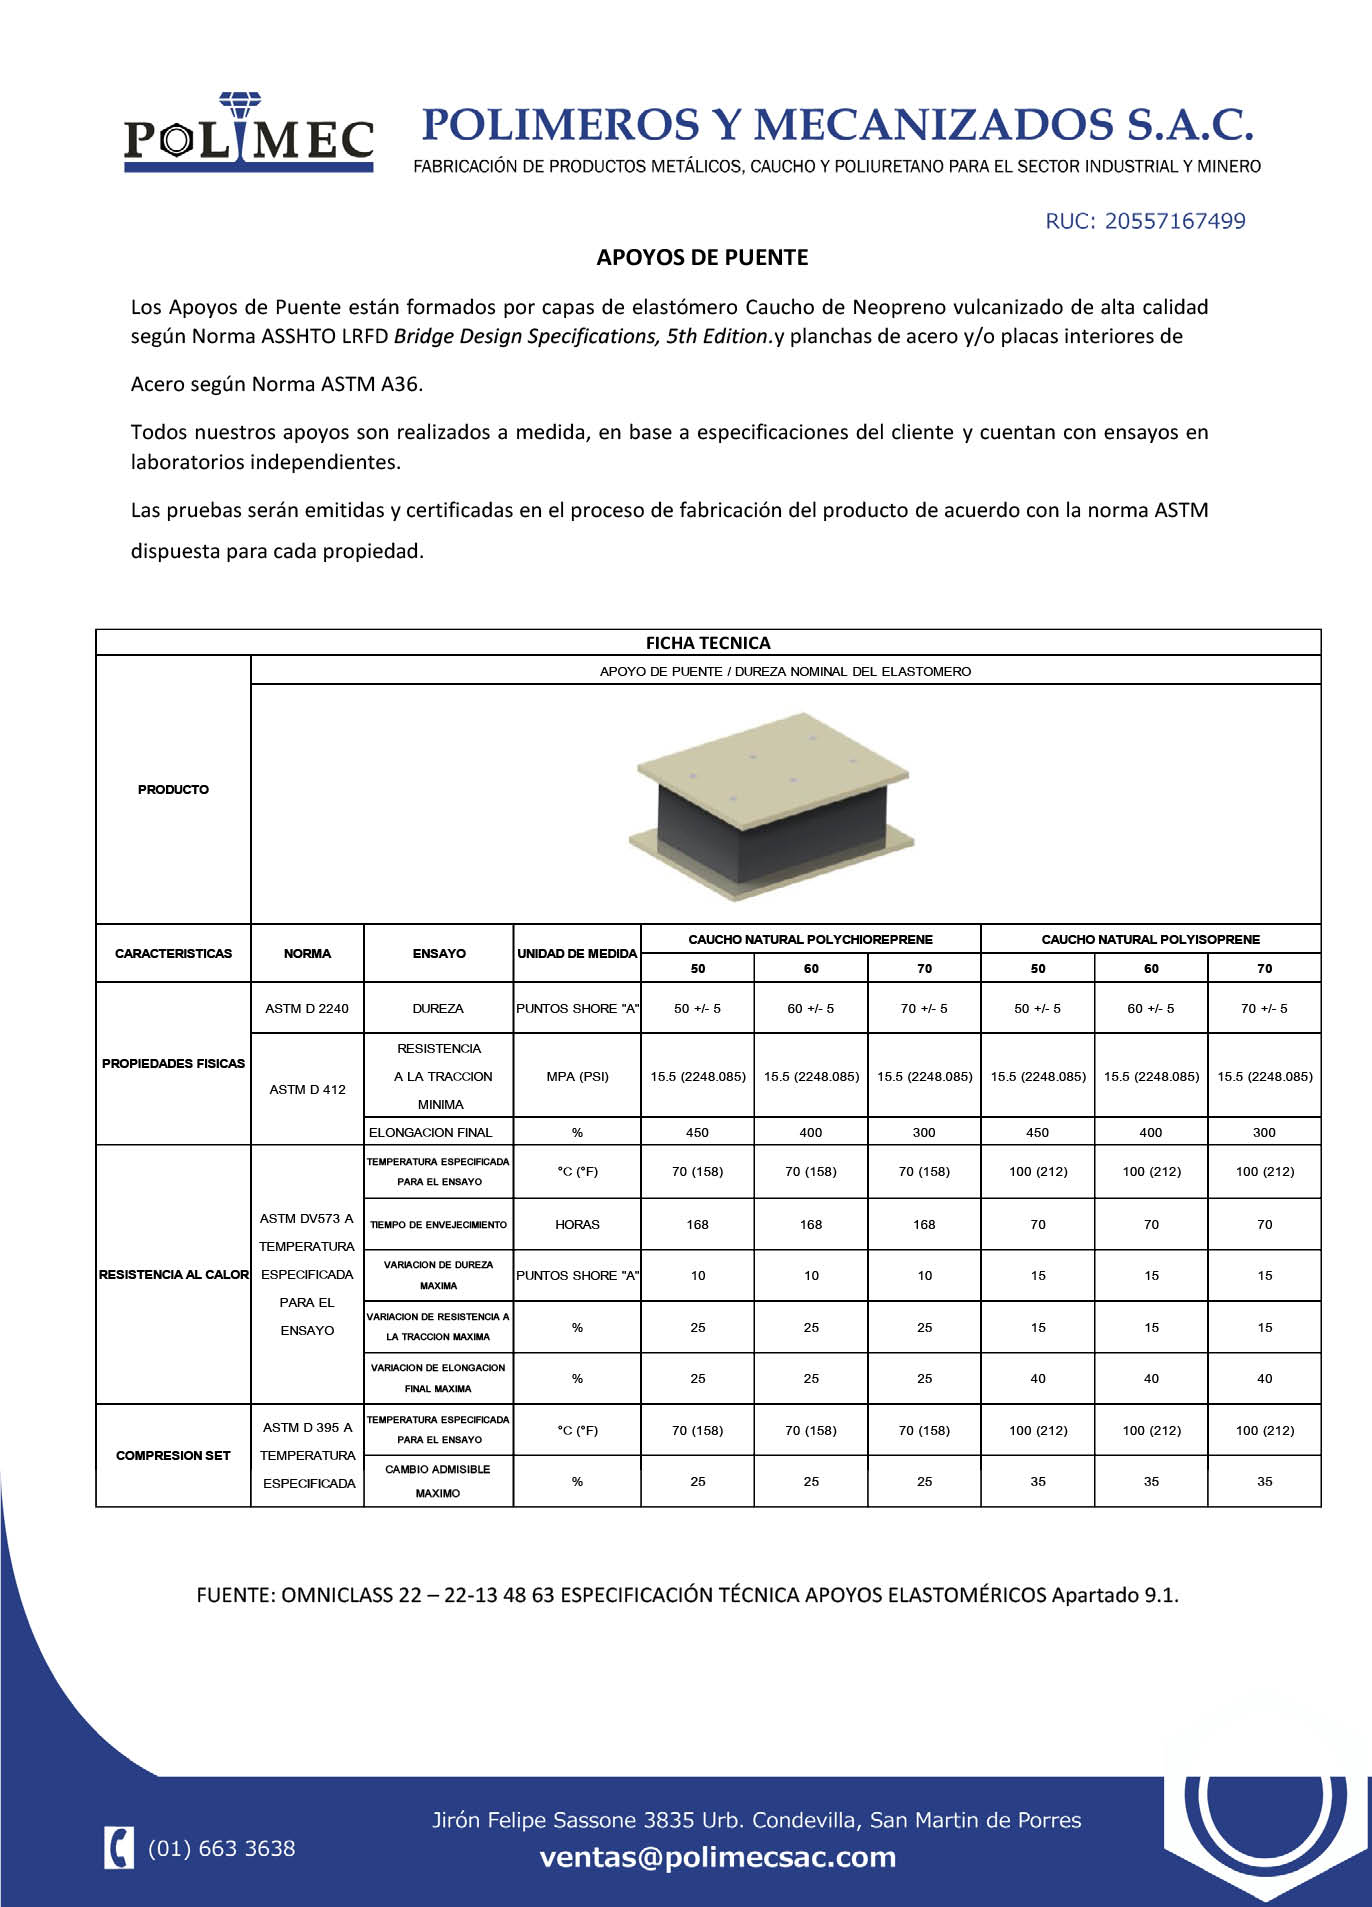 POLIMEC
POLIMEROS Y MECANIZADOS S.A.C.
FABRICACIÓN DE PRODUCTOS METÁLICOS, CAUCHO Y POLIURETANO PARA EL SECTOR INDUSTRIAL Y MINERO
RUC: 20557167499
APOYOS DE PUENTE
Los Apoyos de Puente están formados por capas de elastómero Caucho de Neopreno vulcanizado de alta calidad
según Norma ASSHTO LRFD Bridge Design Specifications, 5th Edition.y planchas de acero y/o placas interiores de
Acero según Norma ASTM A36.
Todos nuestros apoyos son realizados a medida, en base a especificaciones del cliente y cuentan con ensayos en
laboratorios independientes.
Las pruebas serán emitidas y certificadas en el proceso de fabricación del producto de acuerdo con la norma ASTM
dispuesta para cada propiedad.
FICHA TECNICA
APOYO DE PUENTE / DUREZA NOMINAL DEL ELASTOMERO
PRODUCTO
CARACTERISTICAS NORMA ENSAYO UNIDAD DE MEDIDA CAUCHO NATURAL POLYCHIOREPRENE CAUCHO NATURAL POLYISOPRENE
50 60 70 50 60 70
PROPIEDADES FISICAS
ASTM D 2240 DUREZA PUNTOS SHORE "A" 50 +/- 5 60 +/- 5 70 +/- 5 50 +/- 5 60 +/- 5 70 +/- 5
ASTM D 412
RESISTENCIA
A LA TRACCION
MINIMA
MPA (PSI) 15.5 (2248.085) 15.5 (2248.085) 15.5 (2248.085) 15.5 (2248.085) 15.5 (2248.085) 15.5 (2248.085)
ELONGACION FINAL % 450 400 300 450 400 300
RESISTENCIA AL CALOR
ASTM DV573 A
TEMPERATURA
ESPECIFICADA
PARA EL
ENSAYO
TEMPERATURA ESPECIFICADA
PARA EL ENSAYO
°C (°F) 70 (158) 70 (158) 70 (158) 100 (212) 100 (212) 100 (212)
TIEMPO DE ENVEJECIMIENTO HORAS 168 168 168 70 70 70
VARIACION DE DUREZA
MAXIMA
PUNTOS SHORE "A" 10 10 10 15 15 15
VARIACION DE RESISTENCIA A
LA TRACCION MAXIMA
% 25 25 25 15 15 15
VARIACION DE ELONGACION
FINAL MAXIMA
% 25 25 25 40 40 40
COMPRESION SET
ASTM D 395 A
TEMPERATURA
ESPECIFICADA
TEMPERATURA ESPECIFICADA
PARA EL ENSAYO
°C (°F) 70 (158) 70 (158) 70 (158) 100 (212) 100 (212) 100 (212)
CAMBIO ADMISIBLE
MAXIMO
% 25 25 25 35 35 35
FUENTE: OMNICLASS 22 – 22-13 48 63 ESPECIFICACIÓN TÉCNICA APOYOS ELASTOMÉRICOS Apartado 9.1.
(01) 663 3638
Jirón Felipe Sassone 3835 Urb. Condevilla, San Martin de Porres
ventas@polimecsac.com